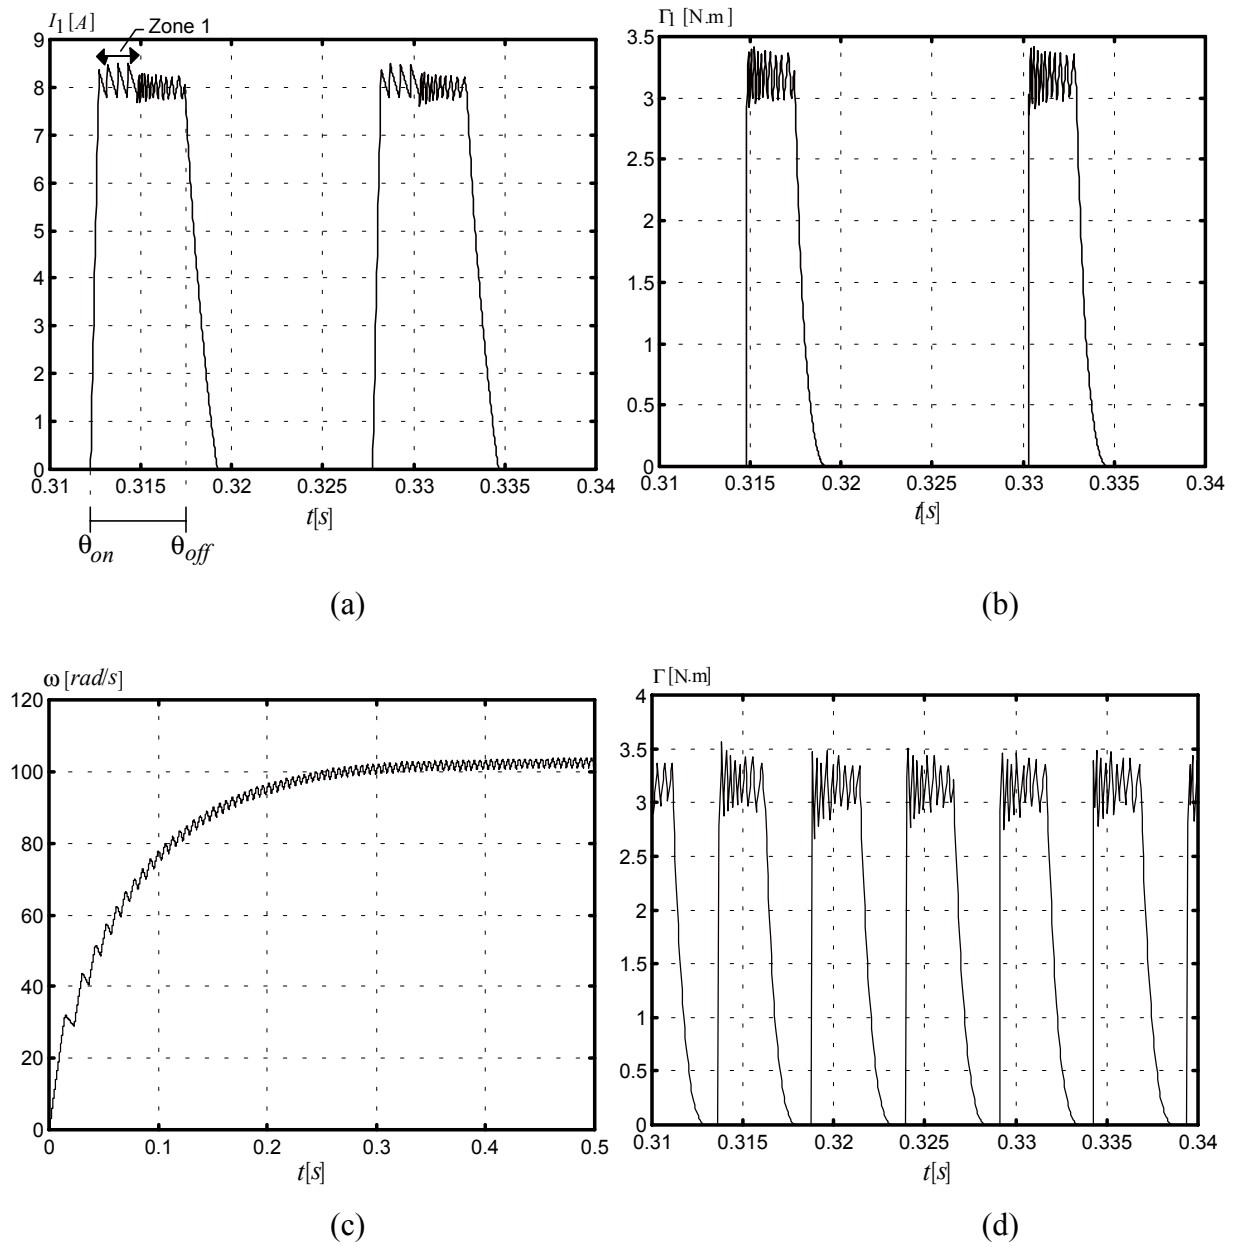 I1 [A]
Zone 1
9
8
7
6
5
4
3
2
1
0
0.31 0.315 0.32 0.325 0.33 0.335 0.34
t[s]
θon θoff
(a)
Γ1 [N.m]
3.5
3
2.5
2
1.5
1
0.5
0
0.31 0.315 0.32 0.325 0.33 0.335 0.34
t[s]
(b)
ω [rad/s]
120
100
80
60
40
20
0
0 0.1 0.2 0.3 0.4 0.5
t[s]
(c)
Γ [N.m]
4
3.5
3
2.5
2
1.5
1
0.5
0
0.31 0.315 0.32 0.325 0.33 0.335 0.34
t[s]
(d)